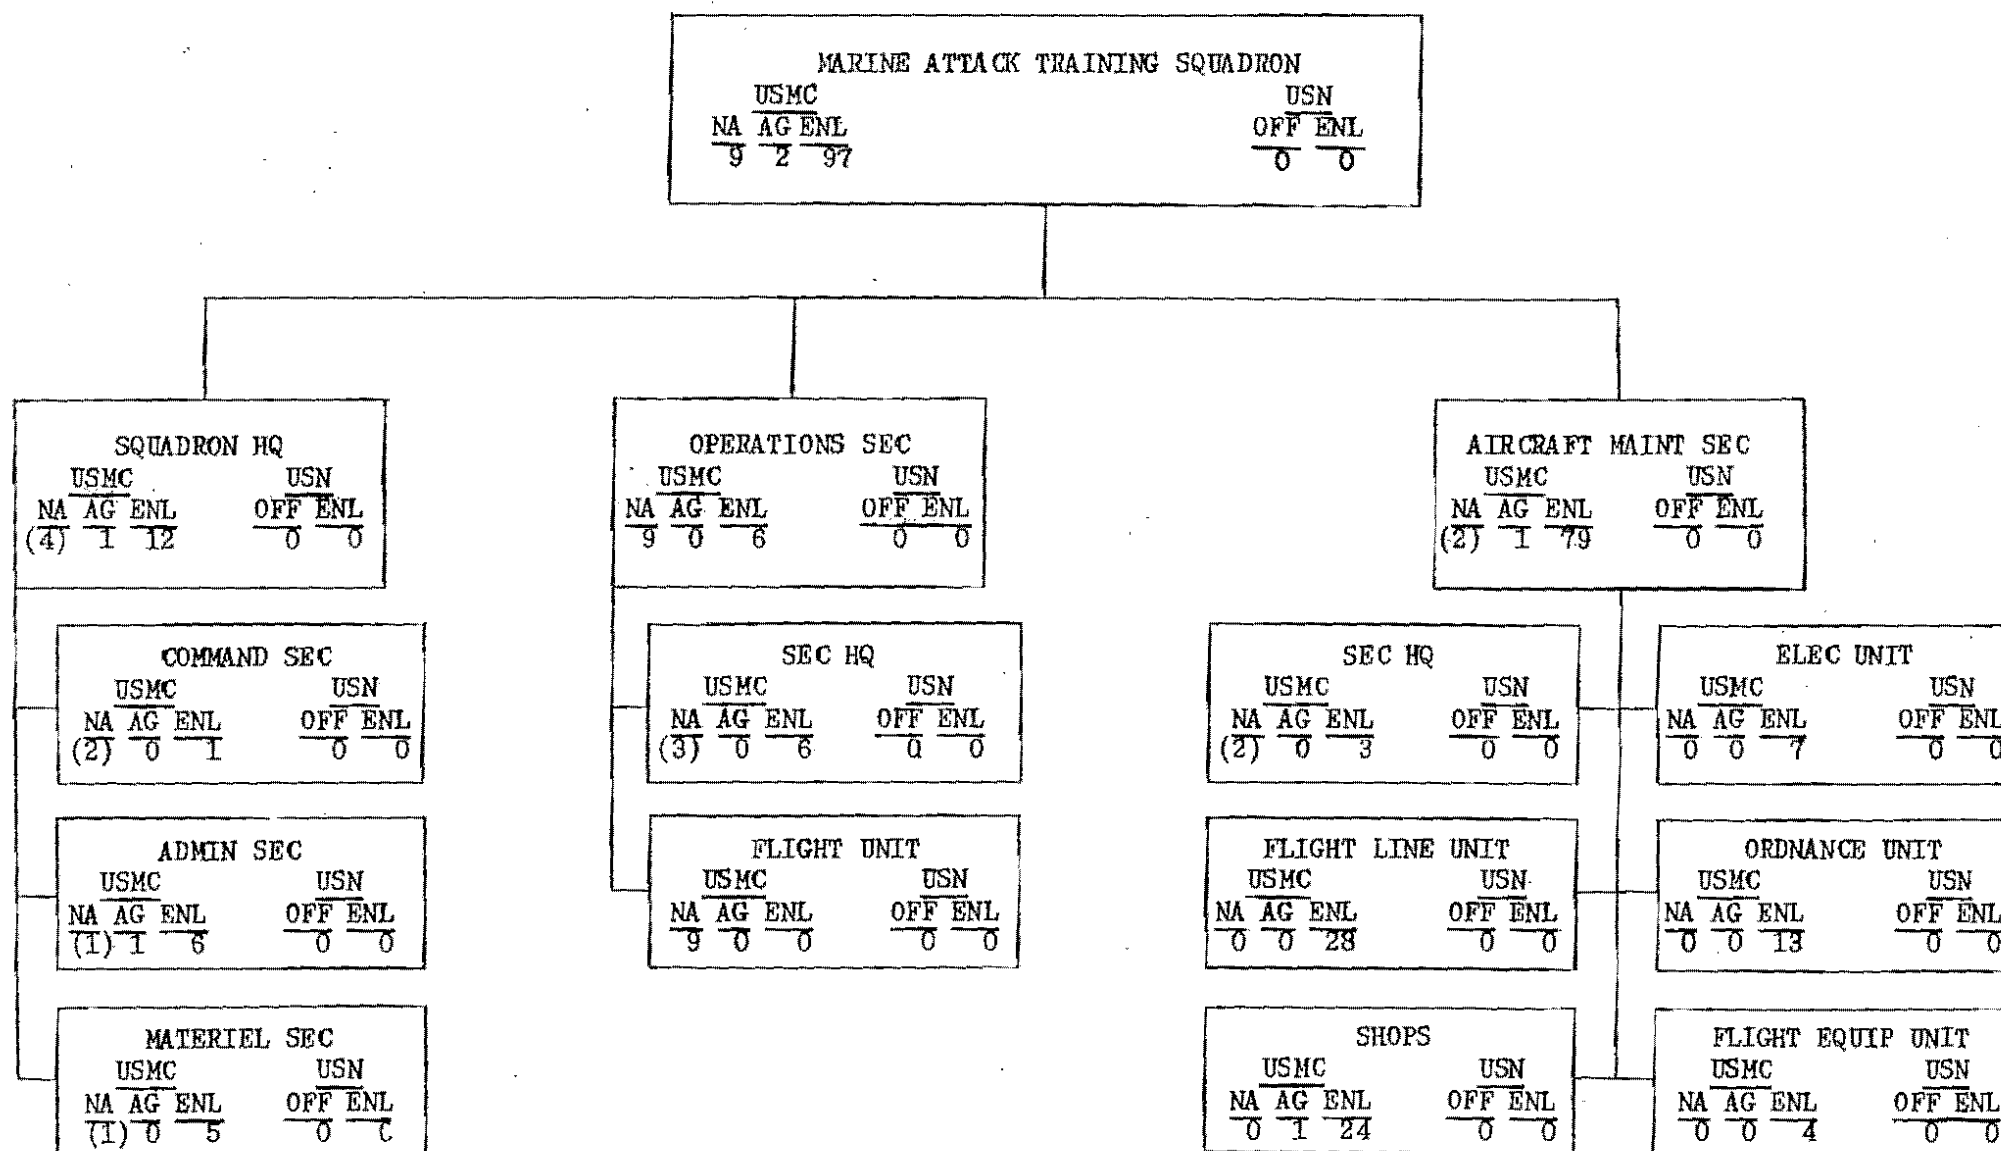 MARINE ATTACK TRAINING SQUADRON
USMC USN
NA AG ENL OFF ENL
9 2 97 0 0
SQUADRON HQ
USMC USN
NA AG ENL OFF ENL
(4) 1 12 0 0
OPERATIONS SEC
USMC USN
NA AG ENL OFF ENL
9 0 6 0 0
AIRCRAFT MAINT SEC
USMC USN
NA AG ENL OFF ENL
(2) 1 79 0 0
COMMAND SEC
USMC USN
NA AG ENL OFF ENL
(2) 0 1 0 0
SEC HQ
USMC USN
NA AG ENL OFF ENL
(3) 0 6 0 0
SEC HQ
USMC USN
NA AG ENL OFF ENL
(2) 0 3 0 0
ELEC UNIT
USMC USN
NA AG ENL OFF ENL
0 0 7 0 0
ADMIN SEC
USMC USN
NA AG ENL OFF ENL
(1) 1 6 0 0
FLIGHT UNIT
USMC USN
NA AG ENL OFF ENL
9 0 0 0 0
FLIGHT LINE UNIT
USMC USN
NA AG ENL OFF ENL
0 0 28 0 0
ORDNANCE UNIT
USMC USN
NA AG ENL OFF ENL
0 0 13 0 0
MATERIEL SEC
USMC USN
NA AG ENL OFF ENL
(1) 0 5 0
SHOPS
USMC USN
NA AG ENL OFF ENL
0 1 24 0 0
FLIGHT EQUIP UNIT
USMC USN
NA AG ENL OFF ENL
0 0 4 0 0